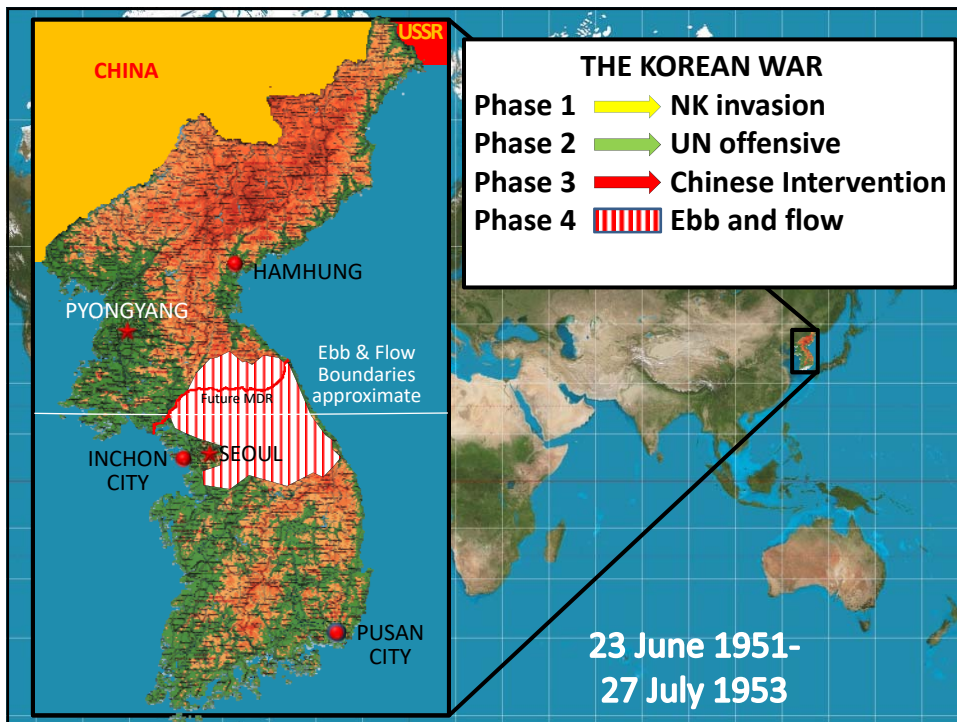 USSR
CHINA
THE KOREAN WAR
Phase 1 NK invasion
Phase 2 UN offensive
Phase 3 Chinese Intervention
Phase 4 Ebb and flow
HAMHUNG
PYONGYANG
Ebb & Flow
Boundaries
approximate
Future MDR
INCHON
CITY
SEOUL
PUSAN
CITY
23 June 1951-
27 July 1953